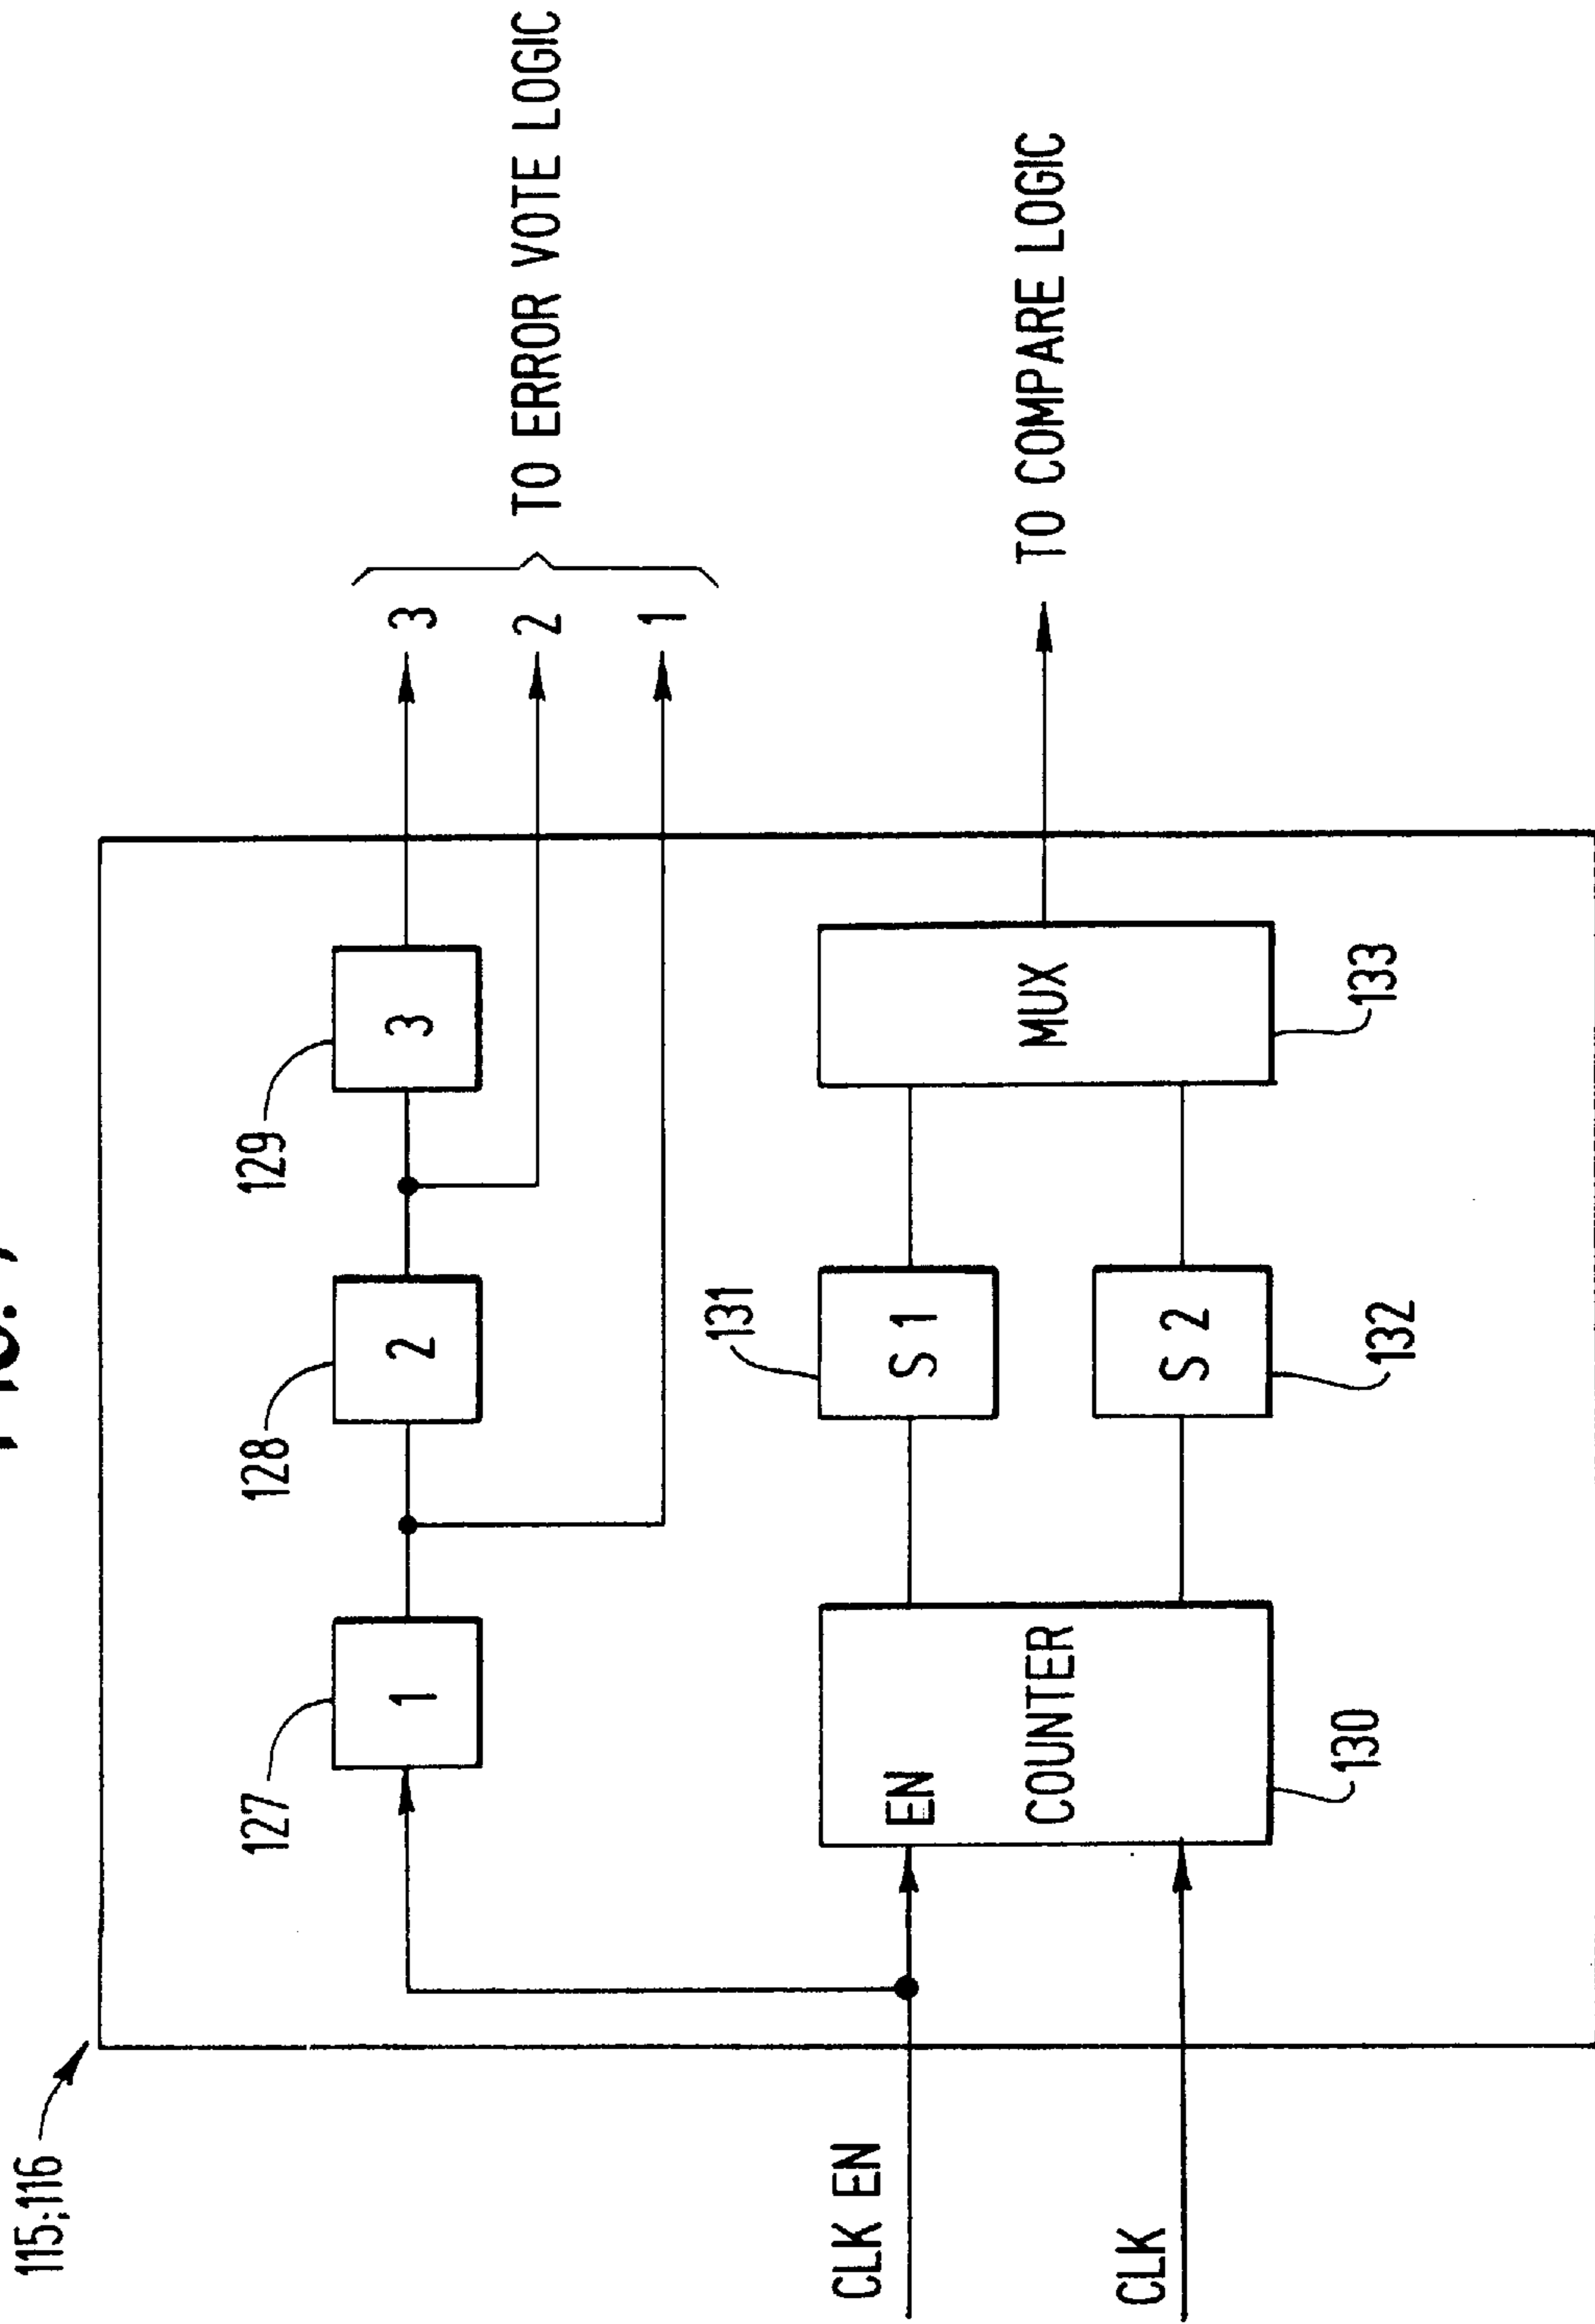 115;116
127
128
129
1
2
3
3
2
1
TO ERROR VOTE LOGIC
131
CLK EN
EN
COUNTER
S 1
MUX
TO COMPARE LOGIC
CLK
S 2
130
132
133